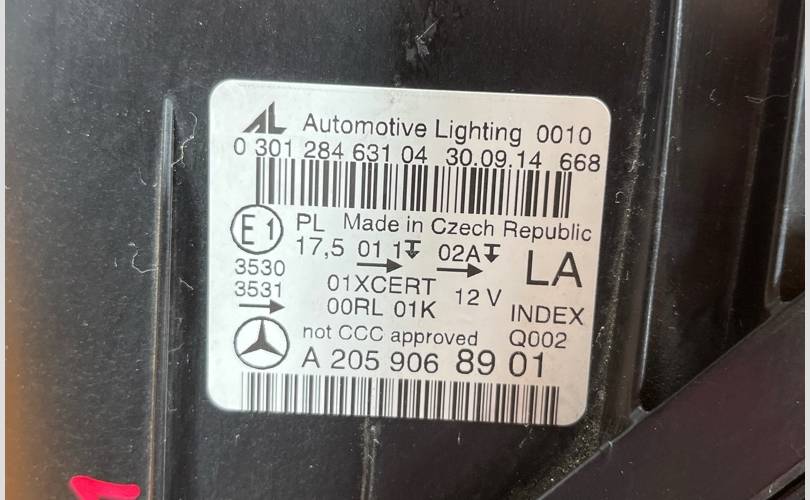 AL Automotive Lighting 0010
0 301 284 631 04 30.09.14 668
E1 PL Made in Czech Republic
17,5 01 1 02A LA
3530
3531
01XCERT 12 V
00RL 01K INDEX
not CCC approved Q002
A 205 906 89 01